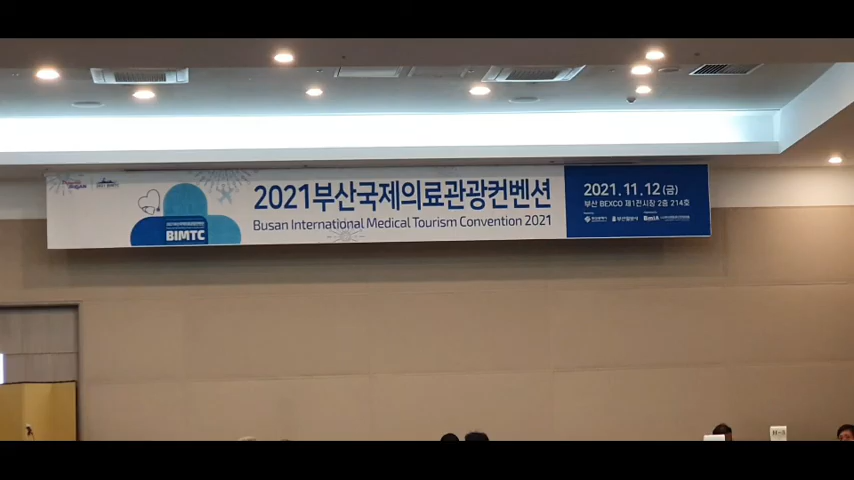 2021부산국제의료관광컨벤션
Busan International Medical Tourism Convention 2021
BIMTC
2021.11.12(금)
부산 BEXCO 제1전시장 2층 214호